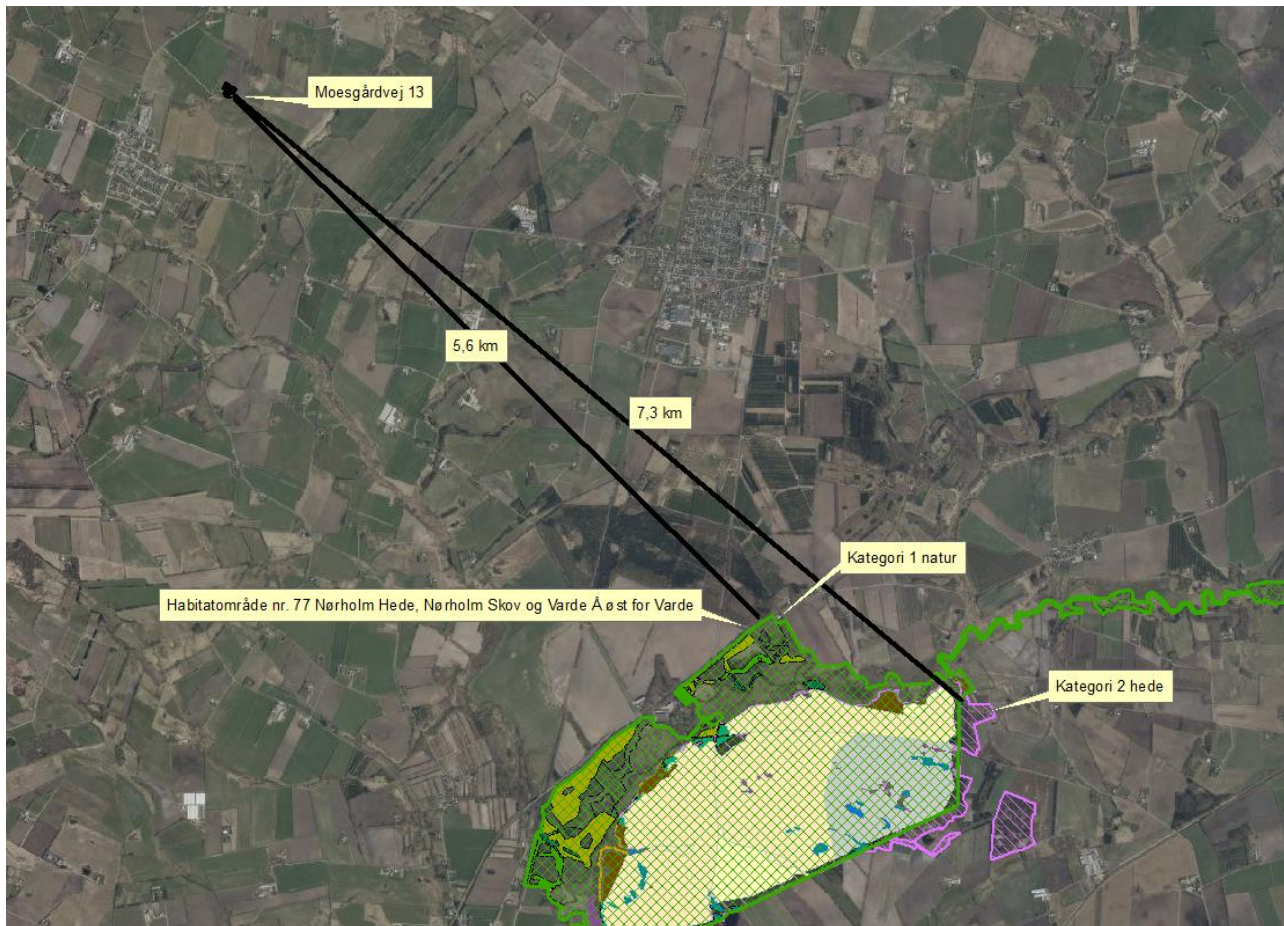 Moesgårdvej 13
5,6 km
7,3 km
Kategori 1 natur
Habitatområde nr. 77 Nørholm Hede, Nørholm Skov og Varde Å øst for Varde
Kategori 2 hede